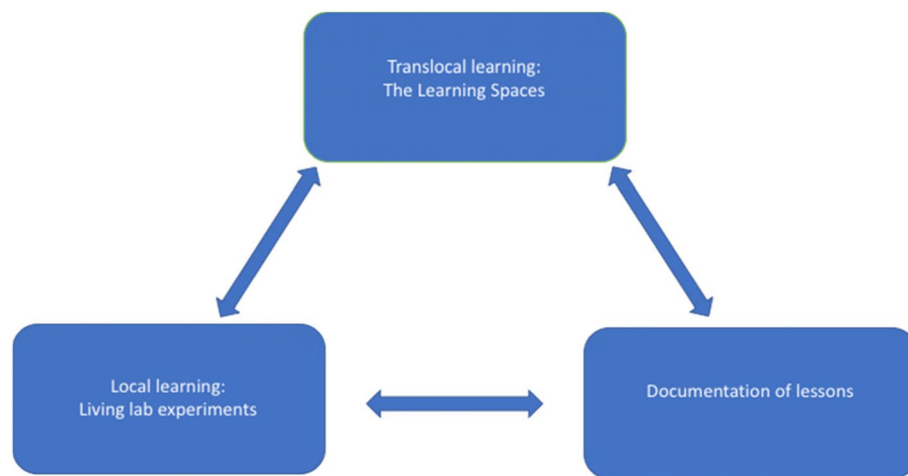 Translocal learning:
The Learning Spaces
Local learning:
Living lab experiments
Documentation of lessons